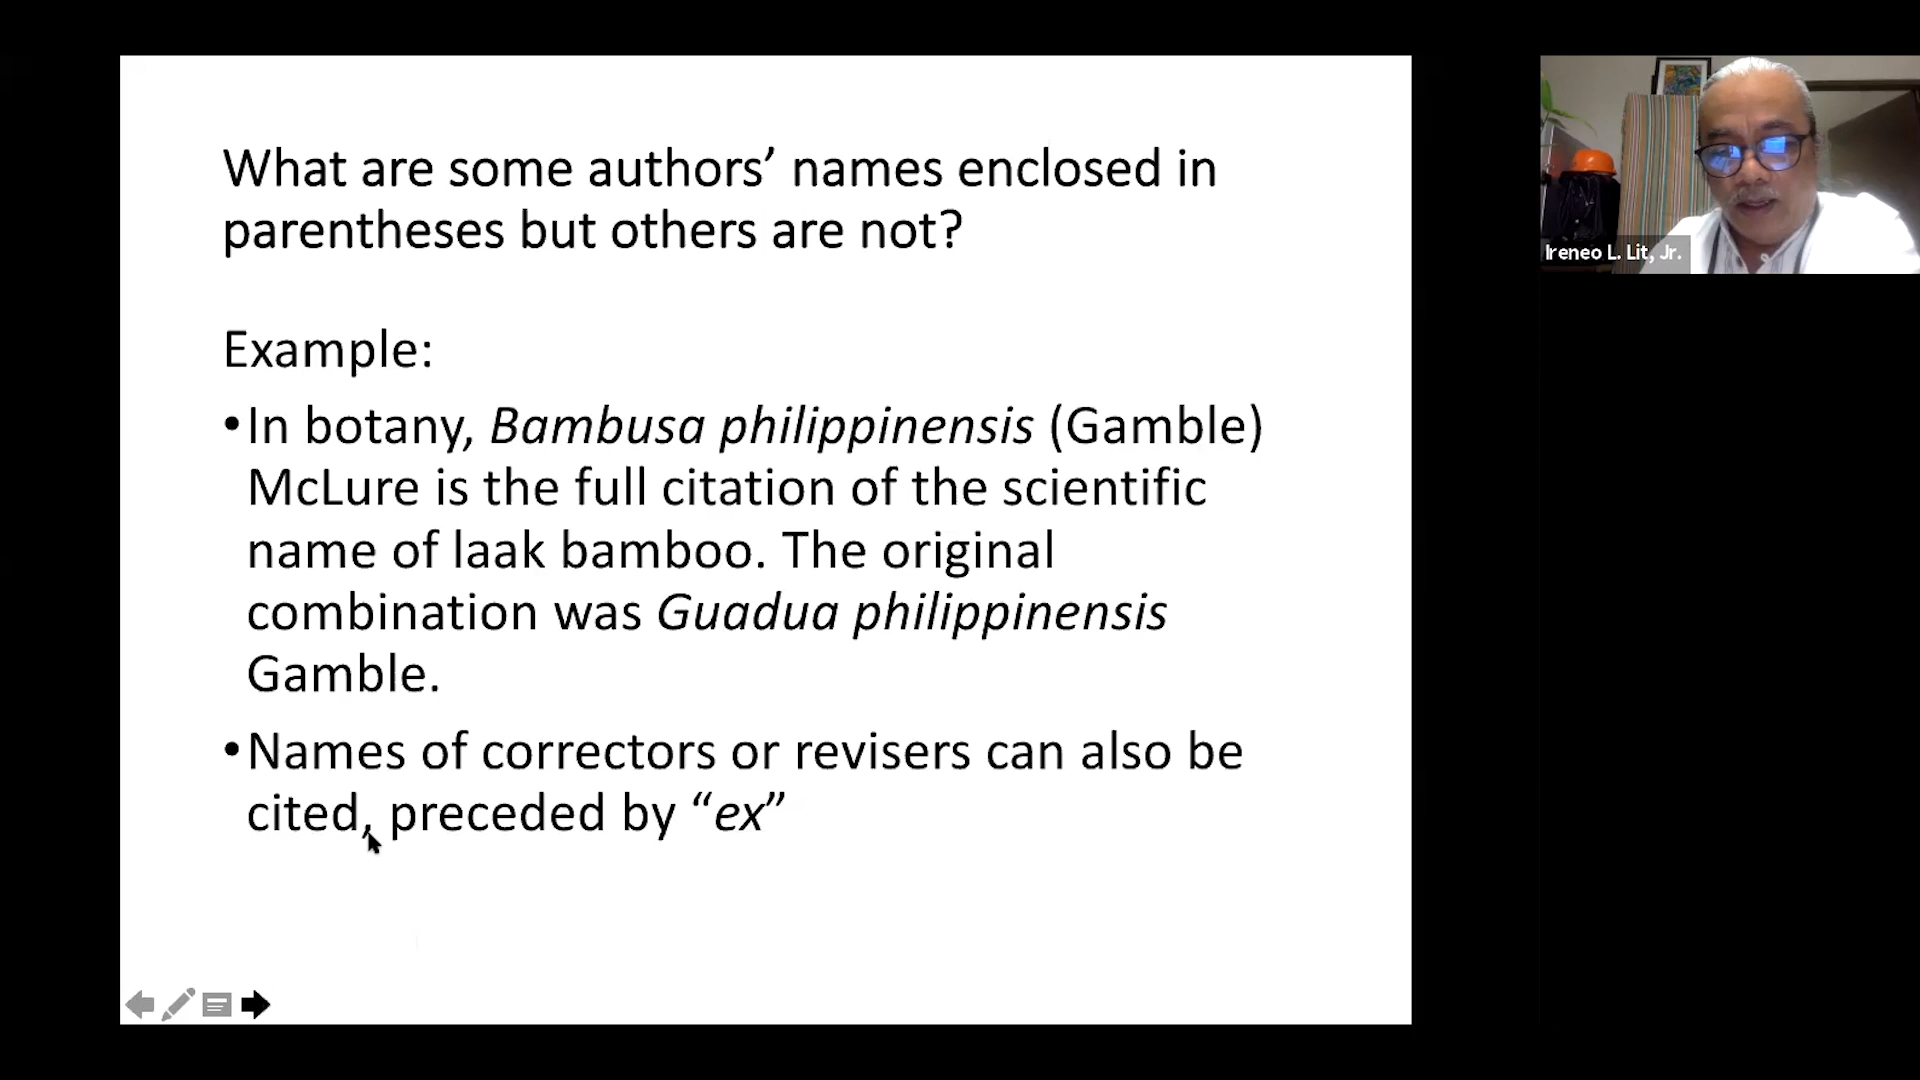 What are some authors’ names enclosed in
parentheses but others are not?
Example:
•In botany, Bambusa philippinensis (Gamble)
McLure is the full citation of the scientific
name of laak bamboo. The original
combination was Guadua philippinensis
Gamble.
•Names of correctors or revisers can also be
cited, preceded by “ex”
Ireneo L. Lit, Jr.